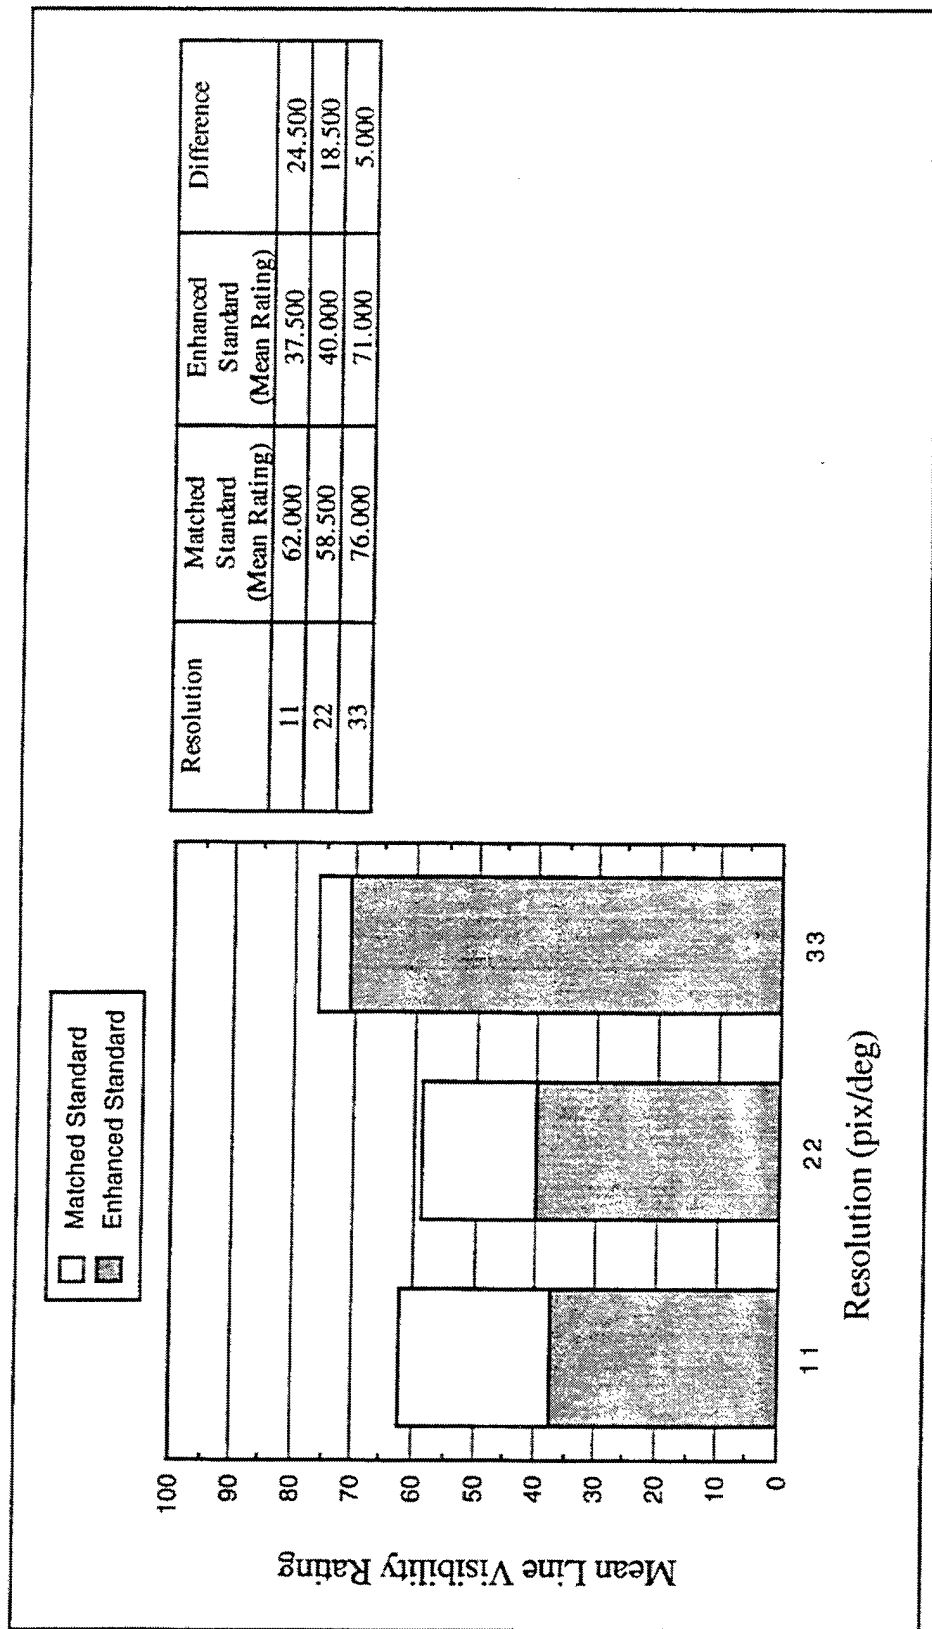 Matched Standard
Enhanced Standard
Mean Line Visibility Rating
100
90
80
70
60
50
40
30
20
10
0
11
22
33
Resolution (pix/deg)
Resolution
Matched
Standard
(Mean Rating)
Enhanced
Standard
(Mean Rating)
Difference
11 62.000 37.500 24.500
22 58.500 40.000 18.500
33 76.000 71.000 5.000